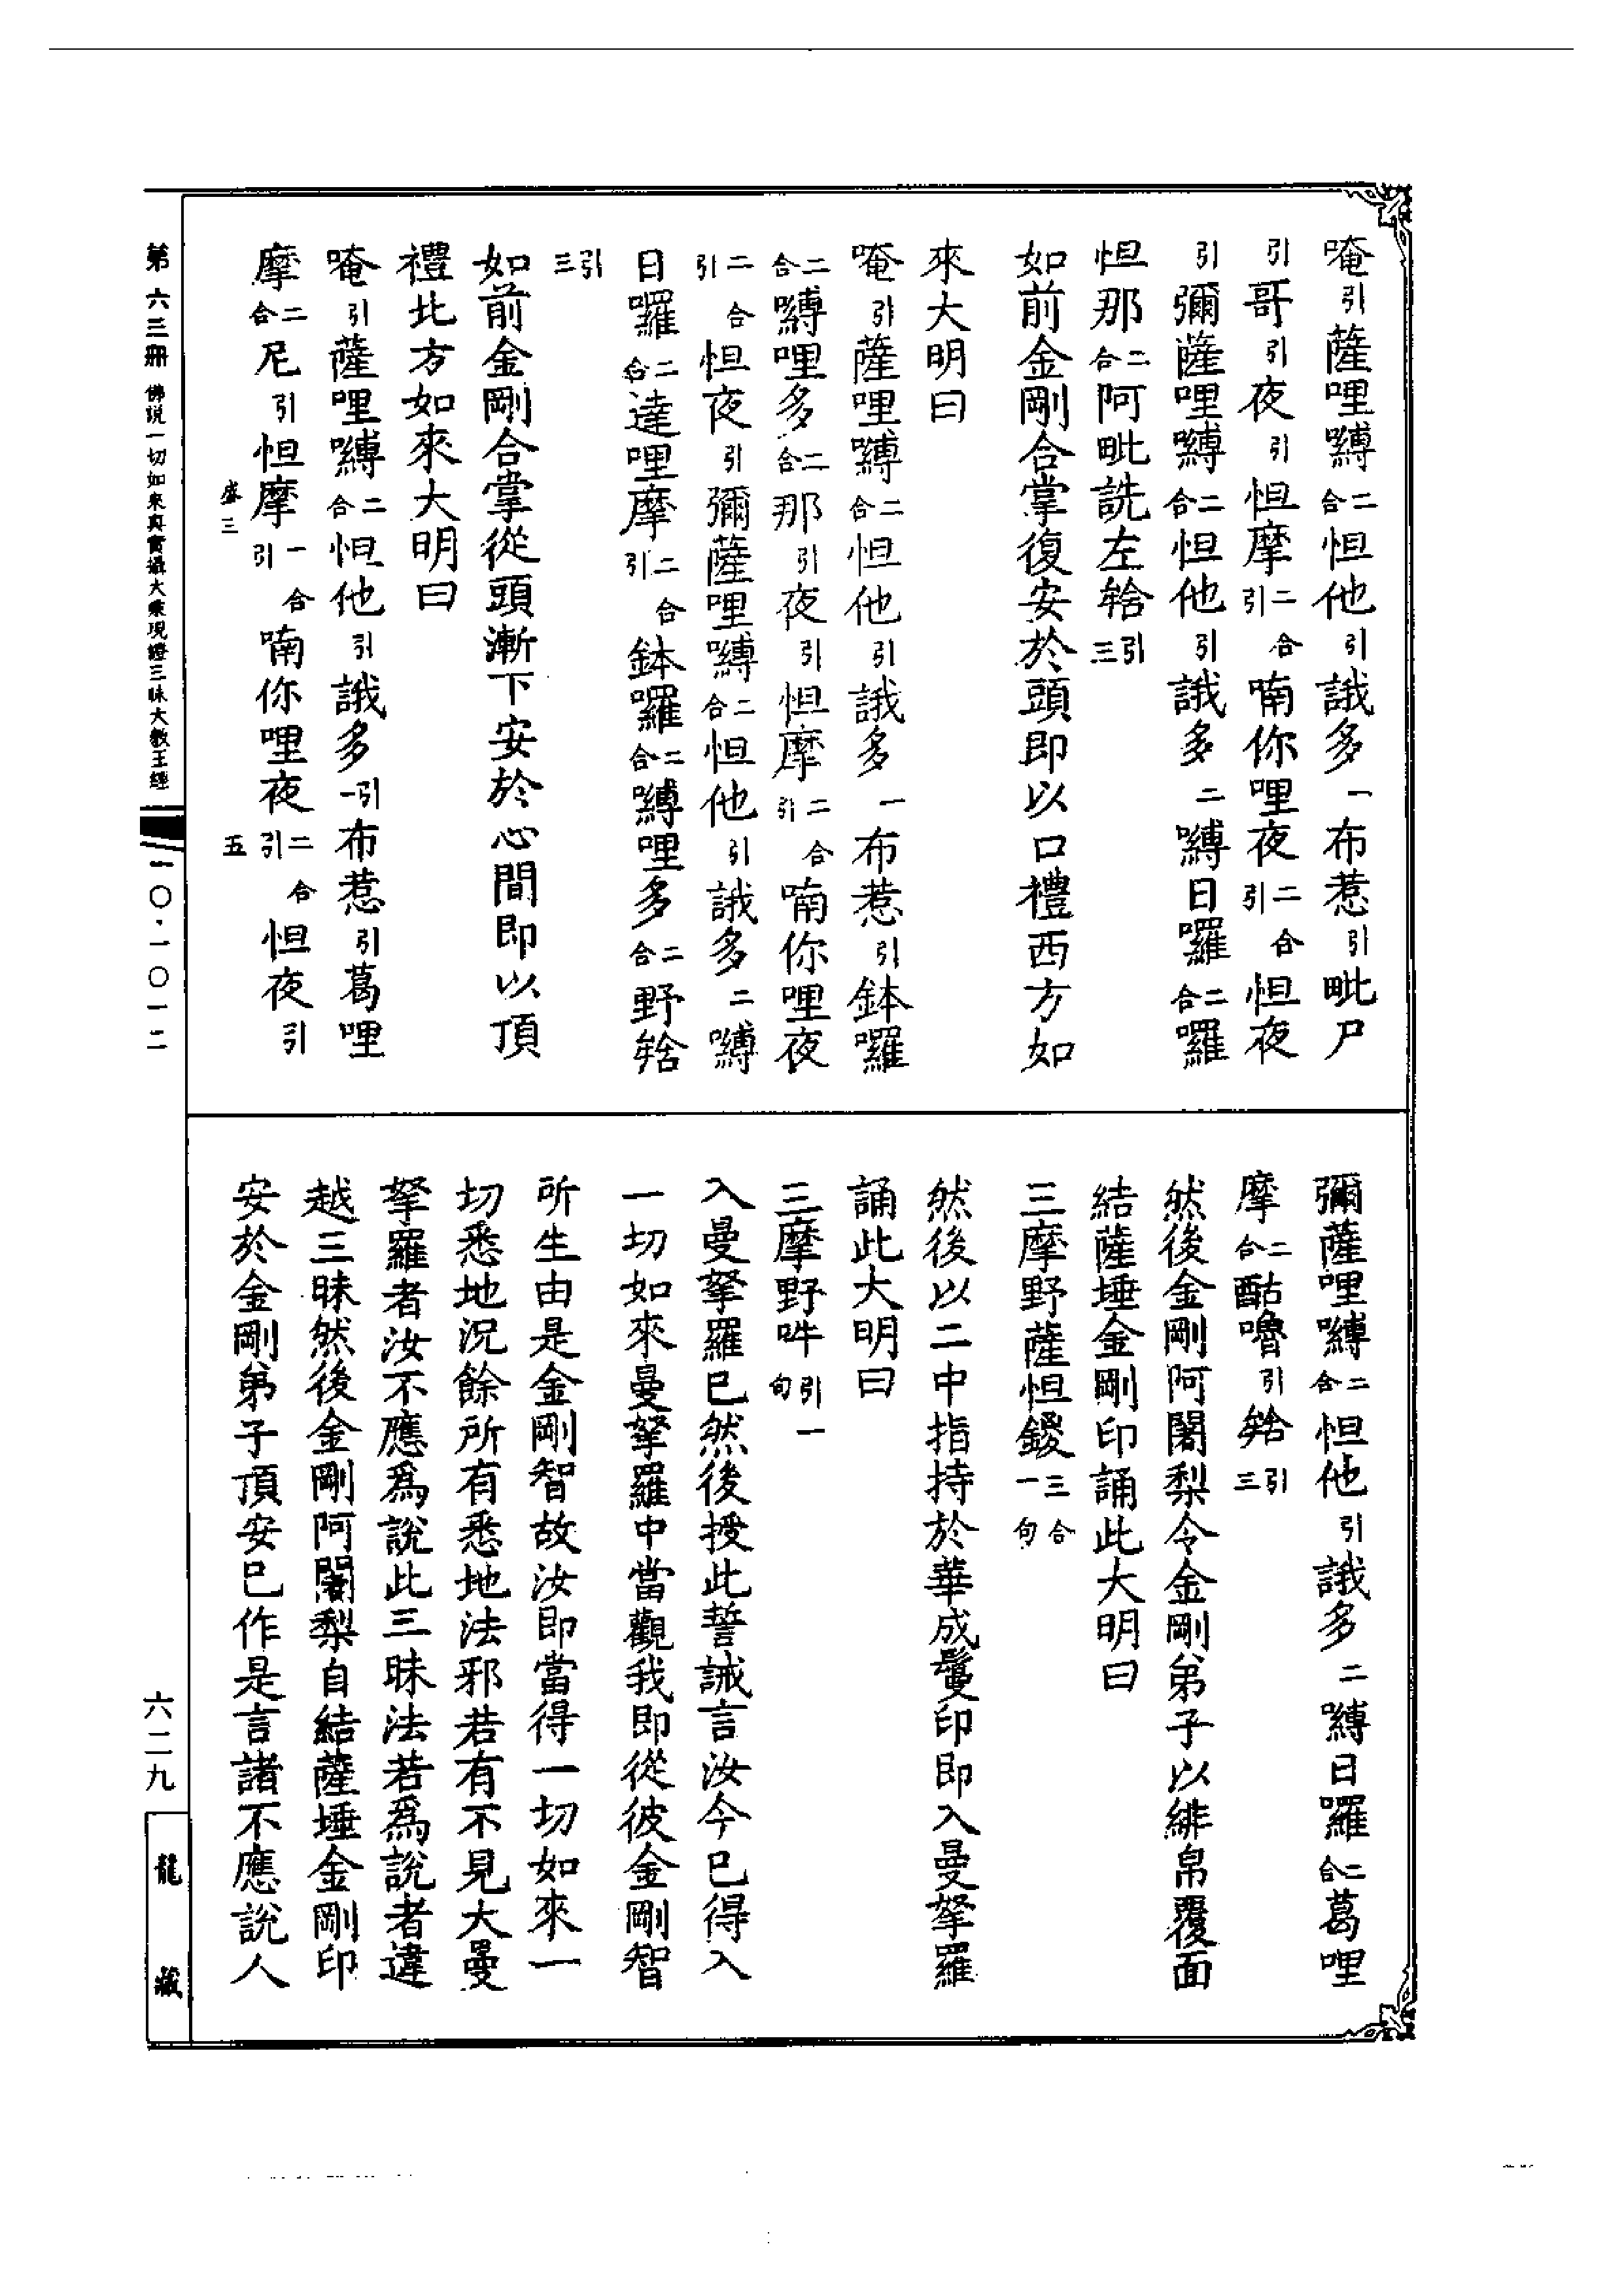 唵引薩哩嚩二合怛他引誐多一布惹引毗尸
引哥引夜引怛摩二合引喃你哩夜二合引怛夜
引彌薩哩嚩二合怛他引誐多二嚩日囉二合囉
怛那二合阿毗詵左𤚥引三
如前金剛合掌復安於頭即以口禮西方如
來大明曰
唵引薩哩嚩二合怛他引誐多一布惹引鉢囉
二合嚩哩多二合那引夜引怛摩二合引喃你哩夜
二合引怛夜引彌薩哩嚩二合怛他引誐多二嚩
日囉二合達哩摩二合引鉢囉二合嚩哩多二合野𤚥
引三
如前金剛合掌從頭漸下安於心間即以頂
禮北方如來大明曰
唵引薩哩嚩二合怛他引誐多引一布惹引葛哩
摩二合尼引怛摩二合引喃你哩夜二合引怛夜引
盛三 五
彌薩哩嚩二合怛他引誐多二嚩日囉二合葛哩
摩二合酤嚕引𤚥引三
然後金剛阿闍梨令金剛弟子以緋帛覆面
結薩埵金剛印誦此大明曰
三摩野薩怛鑁三合一句
然後以二中指持於華成鬘印即入曼拏羅
誦此大明曰
三摩野吽引一句
入曼拏羅已然後授此誓誡言汝今已得入
一切如來曼拏羅中當觀我即從彼金剛智
所生由是金剛智故汝即當得一切如來一
切悉地況餘所有悉地法邪若有不見大曼
拏羅者汝不應爲說此三昧法若爲說者違
越三昧然後金剛阿闍梨自結薩埵金剛印
安於金剛弟子頂安已作是言諸不應說人
第六三冊 佛說一切如來真實攝大乘現證三昧大教王經 一〇·一〇一二
六二九
龍藏